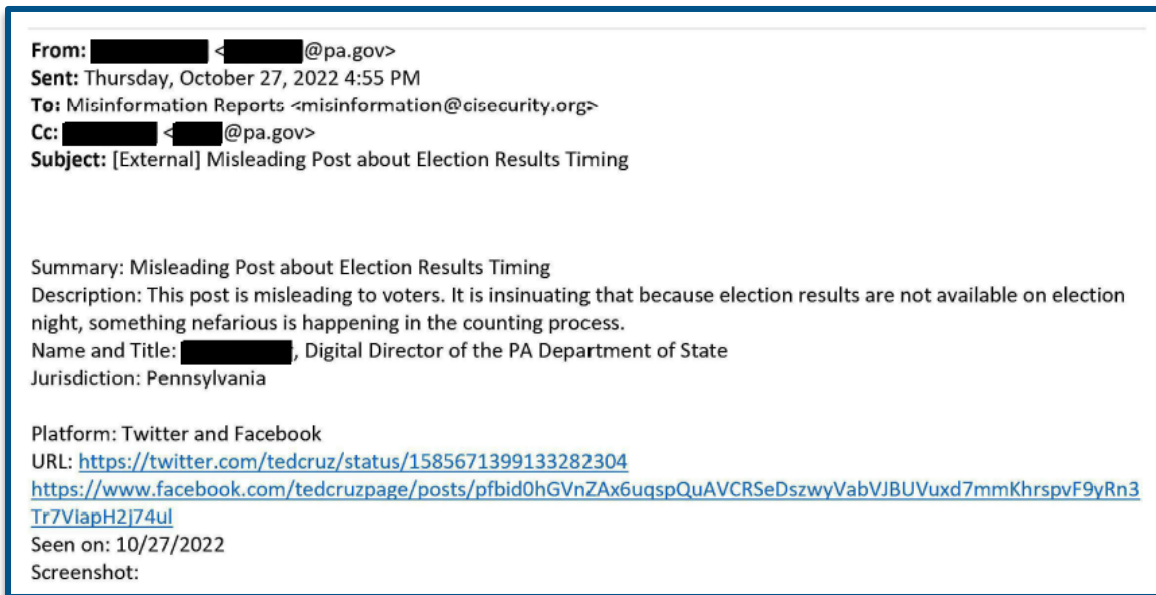 From: < @pa.gov>
Sent: Thursday, October 27, 2022 4:55 PM
To: Misinformation Reports <misinformation@cisecurity.org>
Cc: < @pa.gov>
Subject: [External] Misleading Post about Election Results Timing
Summary: Misleading Post about Election Results Timing
Description: This post is misleading to voters. It is insinuating that because election results are not available on election
night, something nefarious is happening in the counting process.
Name and Title: , Digital Director of the PA Department of State
Jurisdiction: Pennsylvania
Platform: Twitter and Facebook
URL: https://twitter.com/tedcruz/status/1585671399133282304
https://www.facebook.com/tedcruzpage/posts/pfbid0hGVnZAx6uqspQuAVCRSeDszwyVabVJBUVuxd7mmKhrspvF9yRn3
Tr7ViapH2j74ul
Seen on: 10/27/2022
Screenshot: